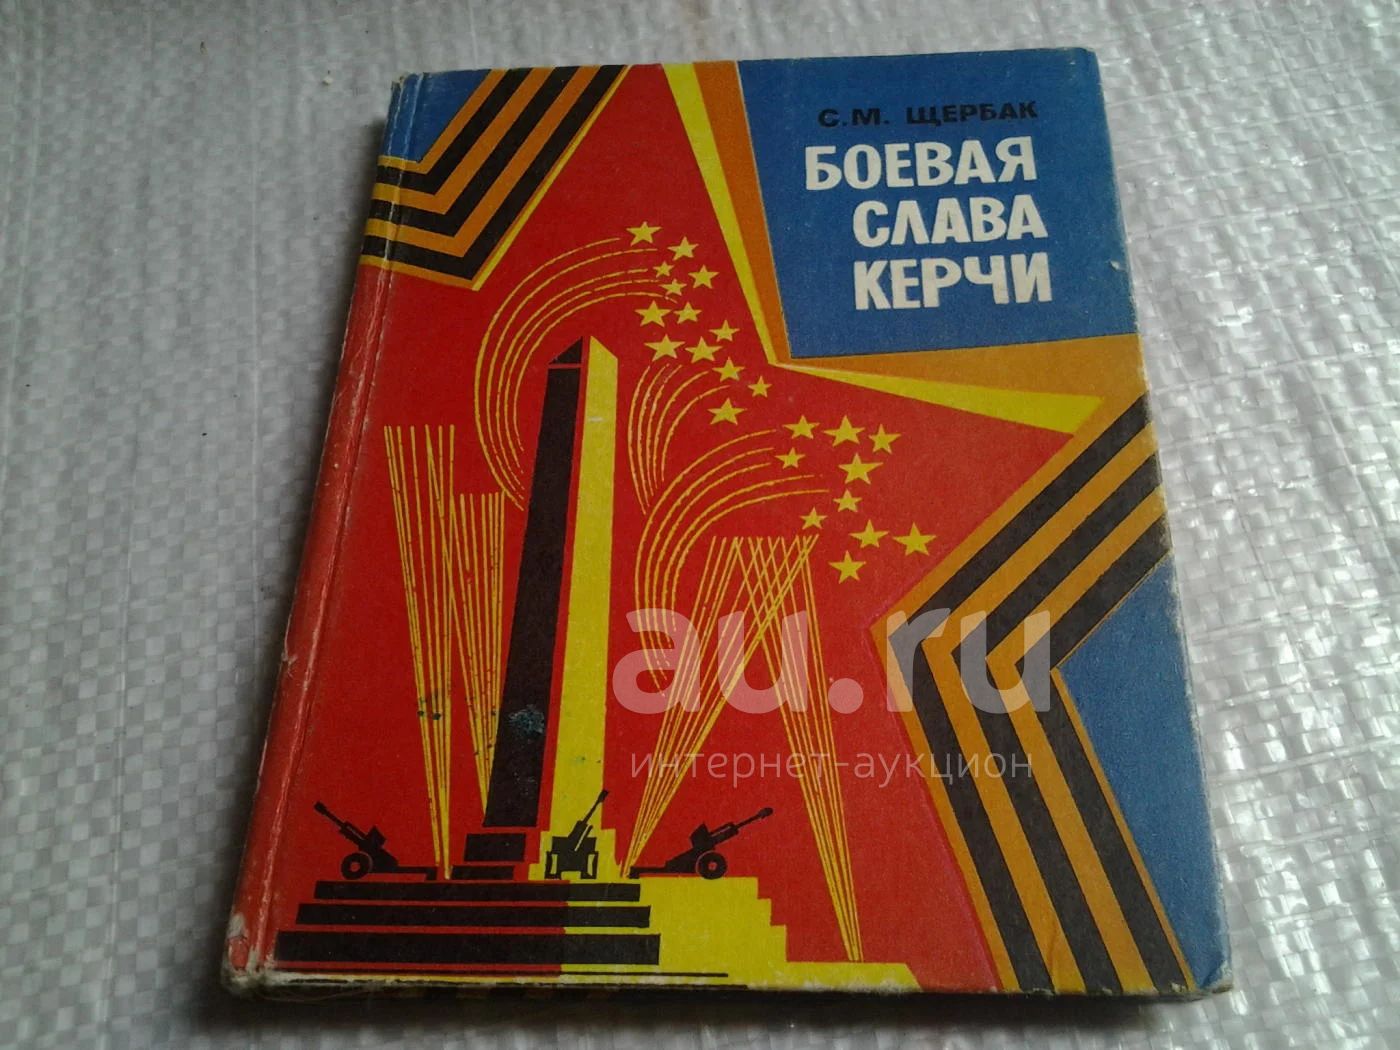 С.М. ЩЕРБАК
БОЕВАЯ
СЛАВА
КЕРЧИ
au.ru
интернет-аукцион